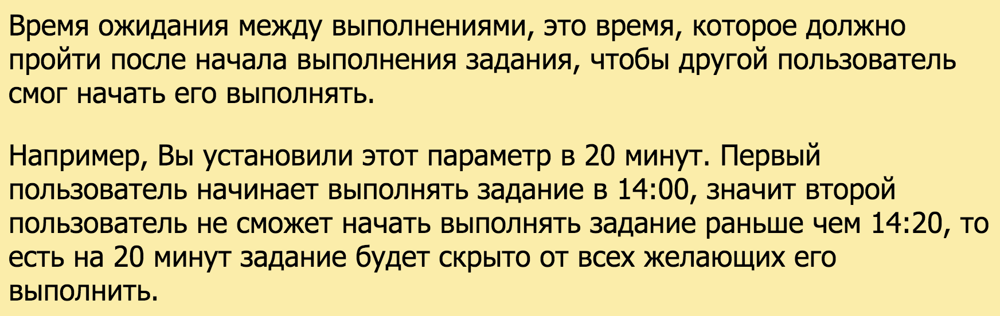 Время ожидания между выполнениями, это время, которое должно
пройти после начала выполнения задания, чтобы другой пользователь
смог начать его выполнять.
Например, Вы установили этот параметр в 20 минут. Первый
пользователь начинает выполнять задание в 14:00, значит второй
пользователь не сможет начать выполнять задание раньше чем 14:20, то
есть на 20 минут задание будет скрыто от всех желающих его
выполнить.